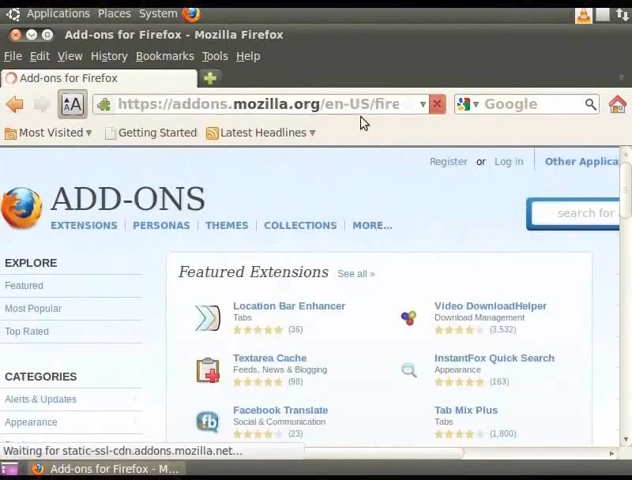 Applications Places System
Add-ons for Firefox - Mozilla Firefox
File Edit View History Bookmarks Tools Help
Add-ons for Firefox
AA https://addons.mozilla.org/en-US/fire Google
Most Visited Getting Started Latest Headlines
Register or Log in Other Applica
ADD-ONS
EXTENSIONS PERSONAS THEMES COLLECTIONS MORE...
search for
EXPLORE
Featured
Most Popular
Top Rated
CATEGORIES
Alerts & Updates
Appearance
Featured Extensions See all »
Location Bar Enhancer
Tabs
(36)
Video DownloadHelper
Download Management
(3,532)
Textarea Cache
Feeds, News & Blogging
(98)
InstantFox Quick Search
Appearance
(163)
Facebook Translate
Social & Communication
(23)
Tab Mix Plus
Tabs
(1,800)
Waiting for static-ssl-cdn.addons.mozilla.net...
Add-ons for Firefox - M...